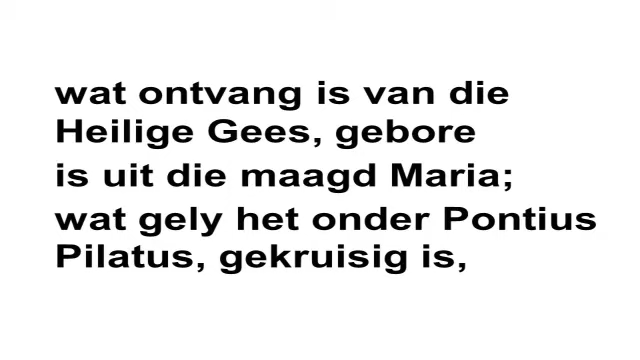 wat ontvang is van die
Heilige Gees, gebore
is uit die maagd Maria;
wat gely het onder Pontius
Pilatus, gekruisig is,